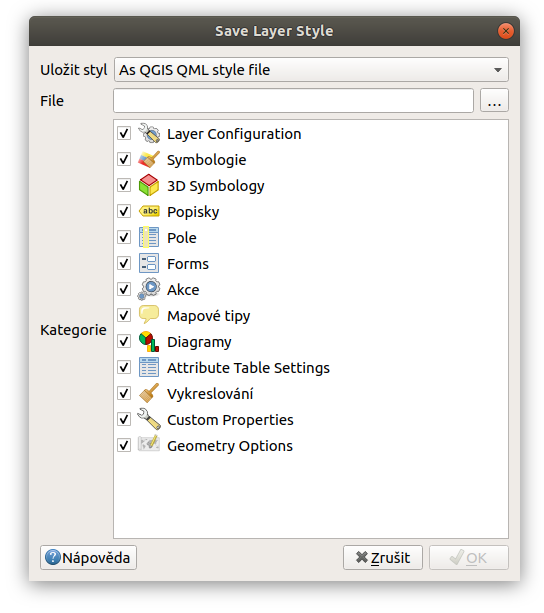 Save Layer Style
Uložit styl As QGIS QML style file
File ...
Layer Configuration
Symbologie
3D Symbology
abc Popisky
Pole
Forms
Akce
Kategorie Mapové tipy
Diagramy
Attribute Table Settings
Vykreslování
Custom Properties
Geometry Options
Nápověda Zrušit OK